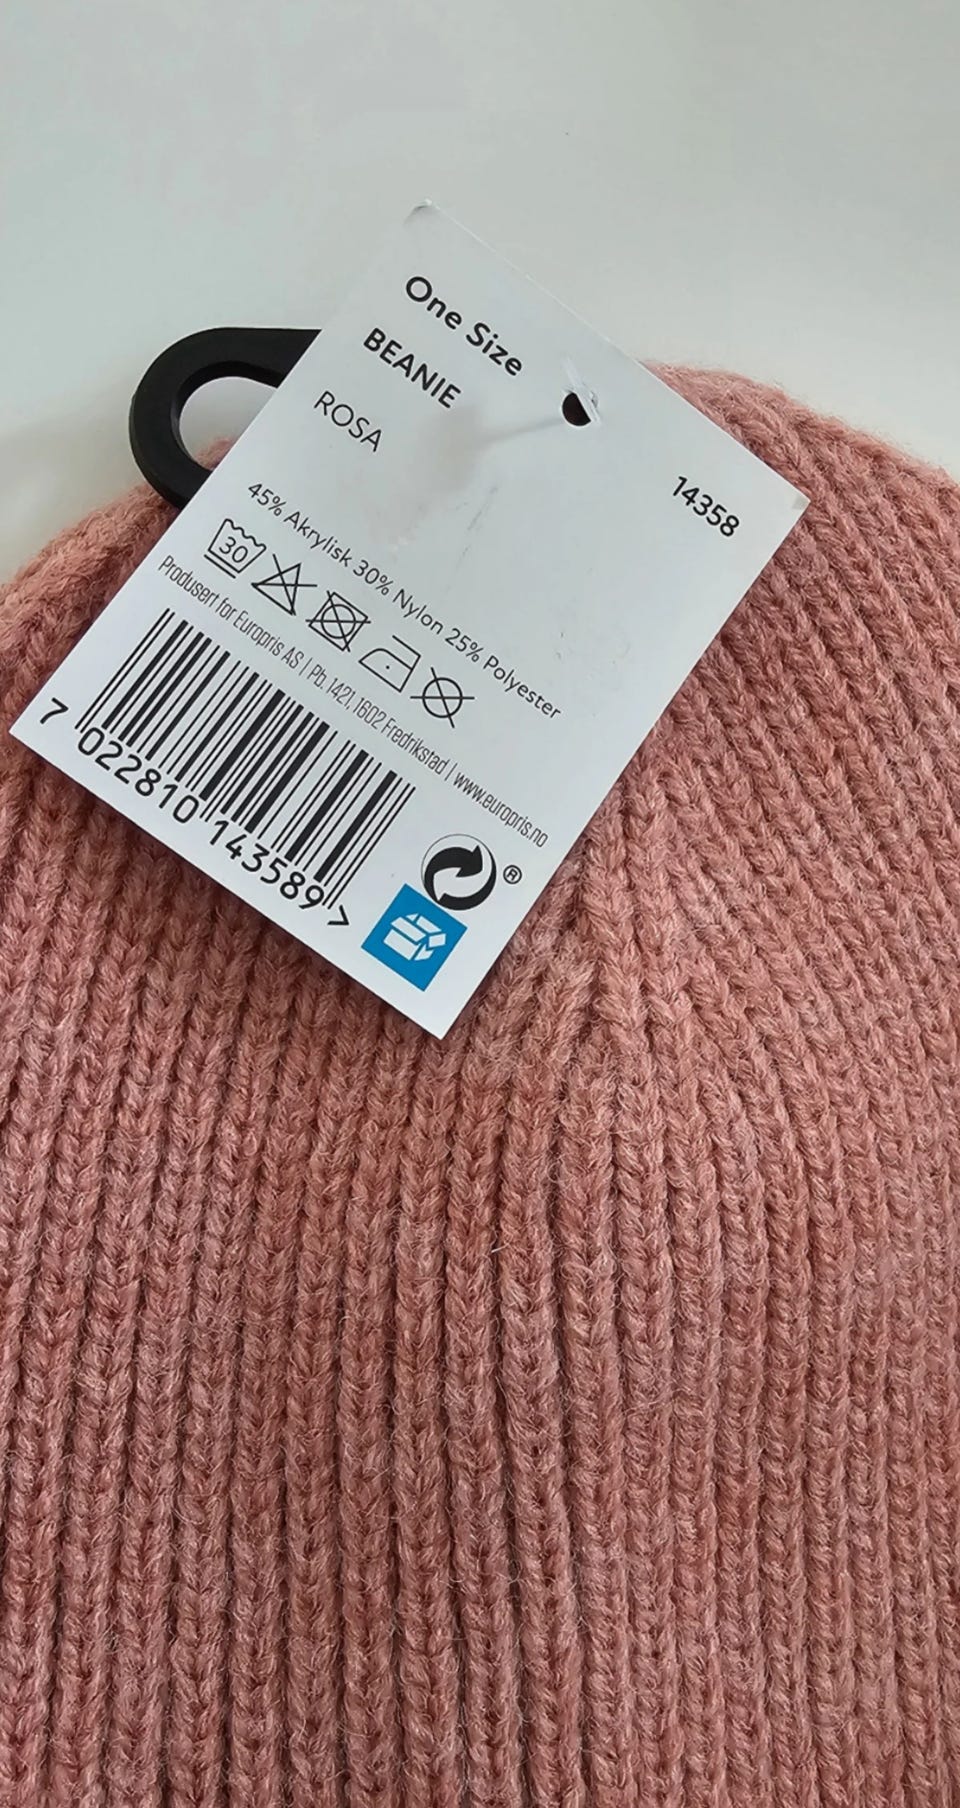 One Size
BEANIE
ROSA
14358
45% Akrylisk 30% Nylon 25% Polyester
30
Produsert for Europris AS | Pb. 1421, 1602 Fredrikstad | www.europris.no
7 022810 143589 >
®